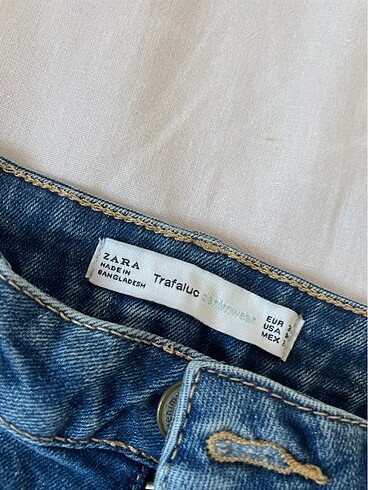 ZARA
MADE IN
BANGLADESH
Trafaluc denimwear
EUR
USA
MEX